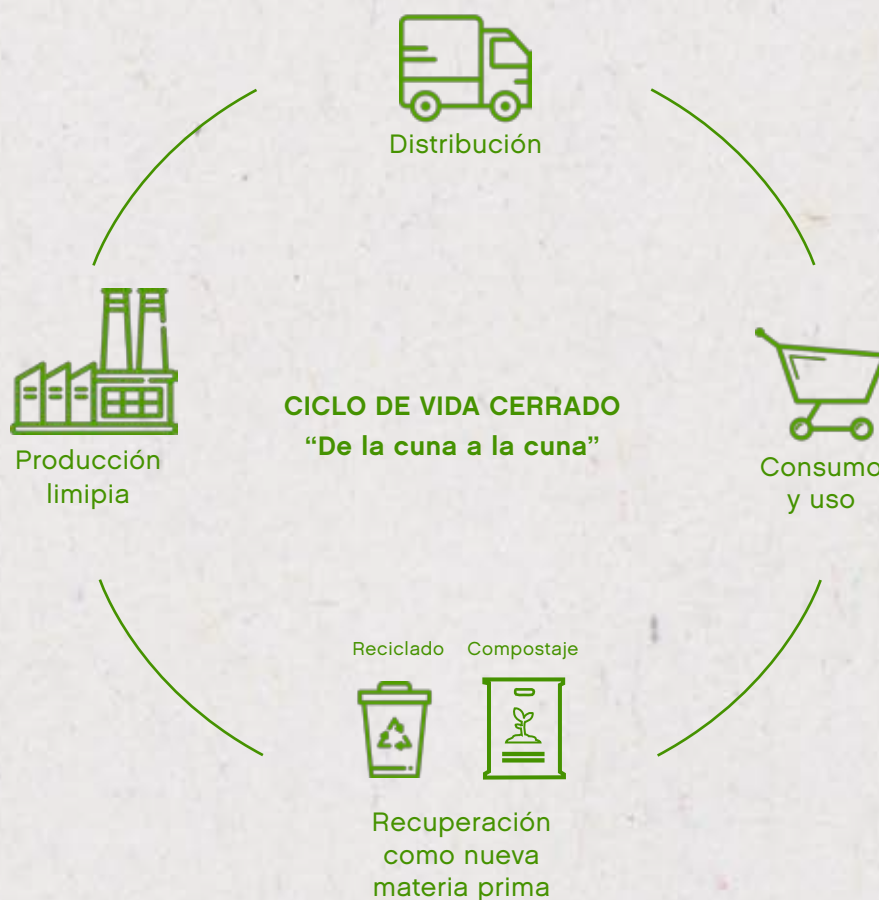 Distribución
CICLO DE VIDA CERRADO
“De la cuna a la cuna”
Producción
limipia
Consumo
y uso
Reciclado
Compostaje
Recuperación
como nueva
materia prima